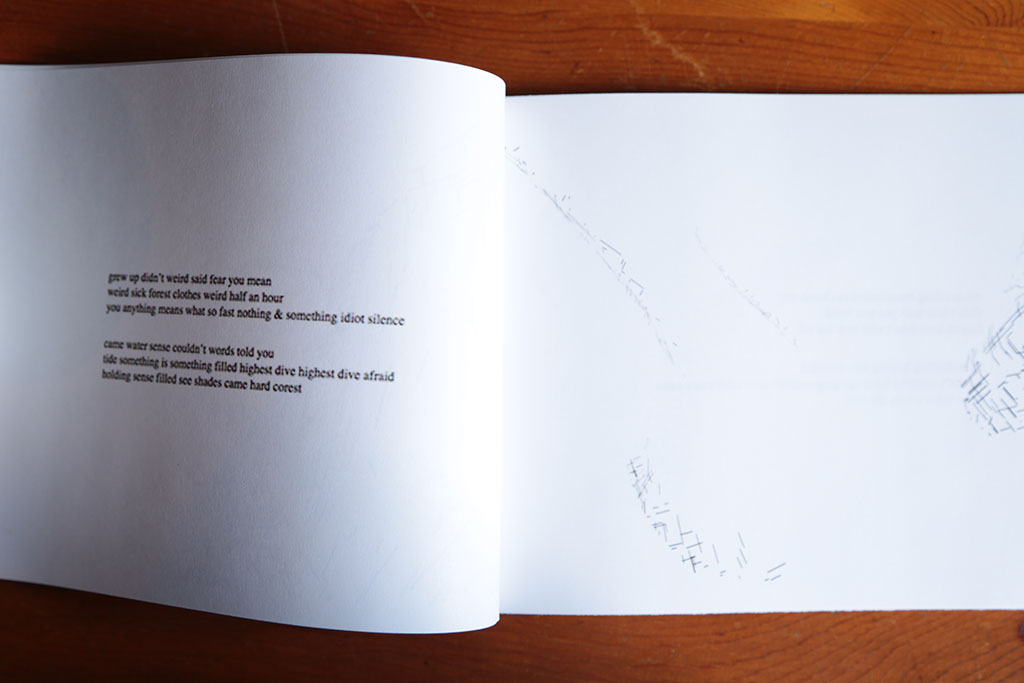 grew up didn't weird said fear you mean
weird sick forest clothes weird half an hour
you anything means what so fast nothing & something idiot silence
came water sense couldn't words told you
tide something is something filled highest dive highest dive afraid
holding sense filled see shades came hard corest